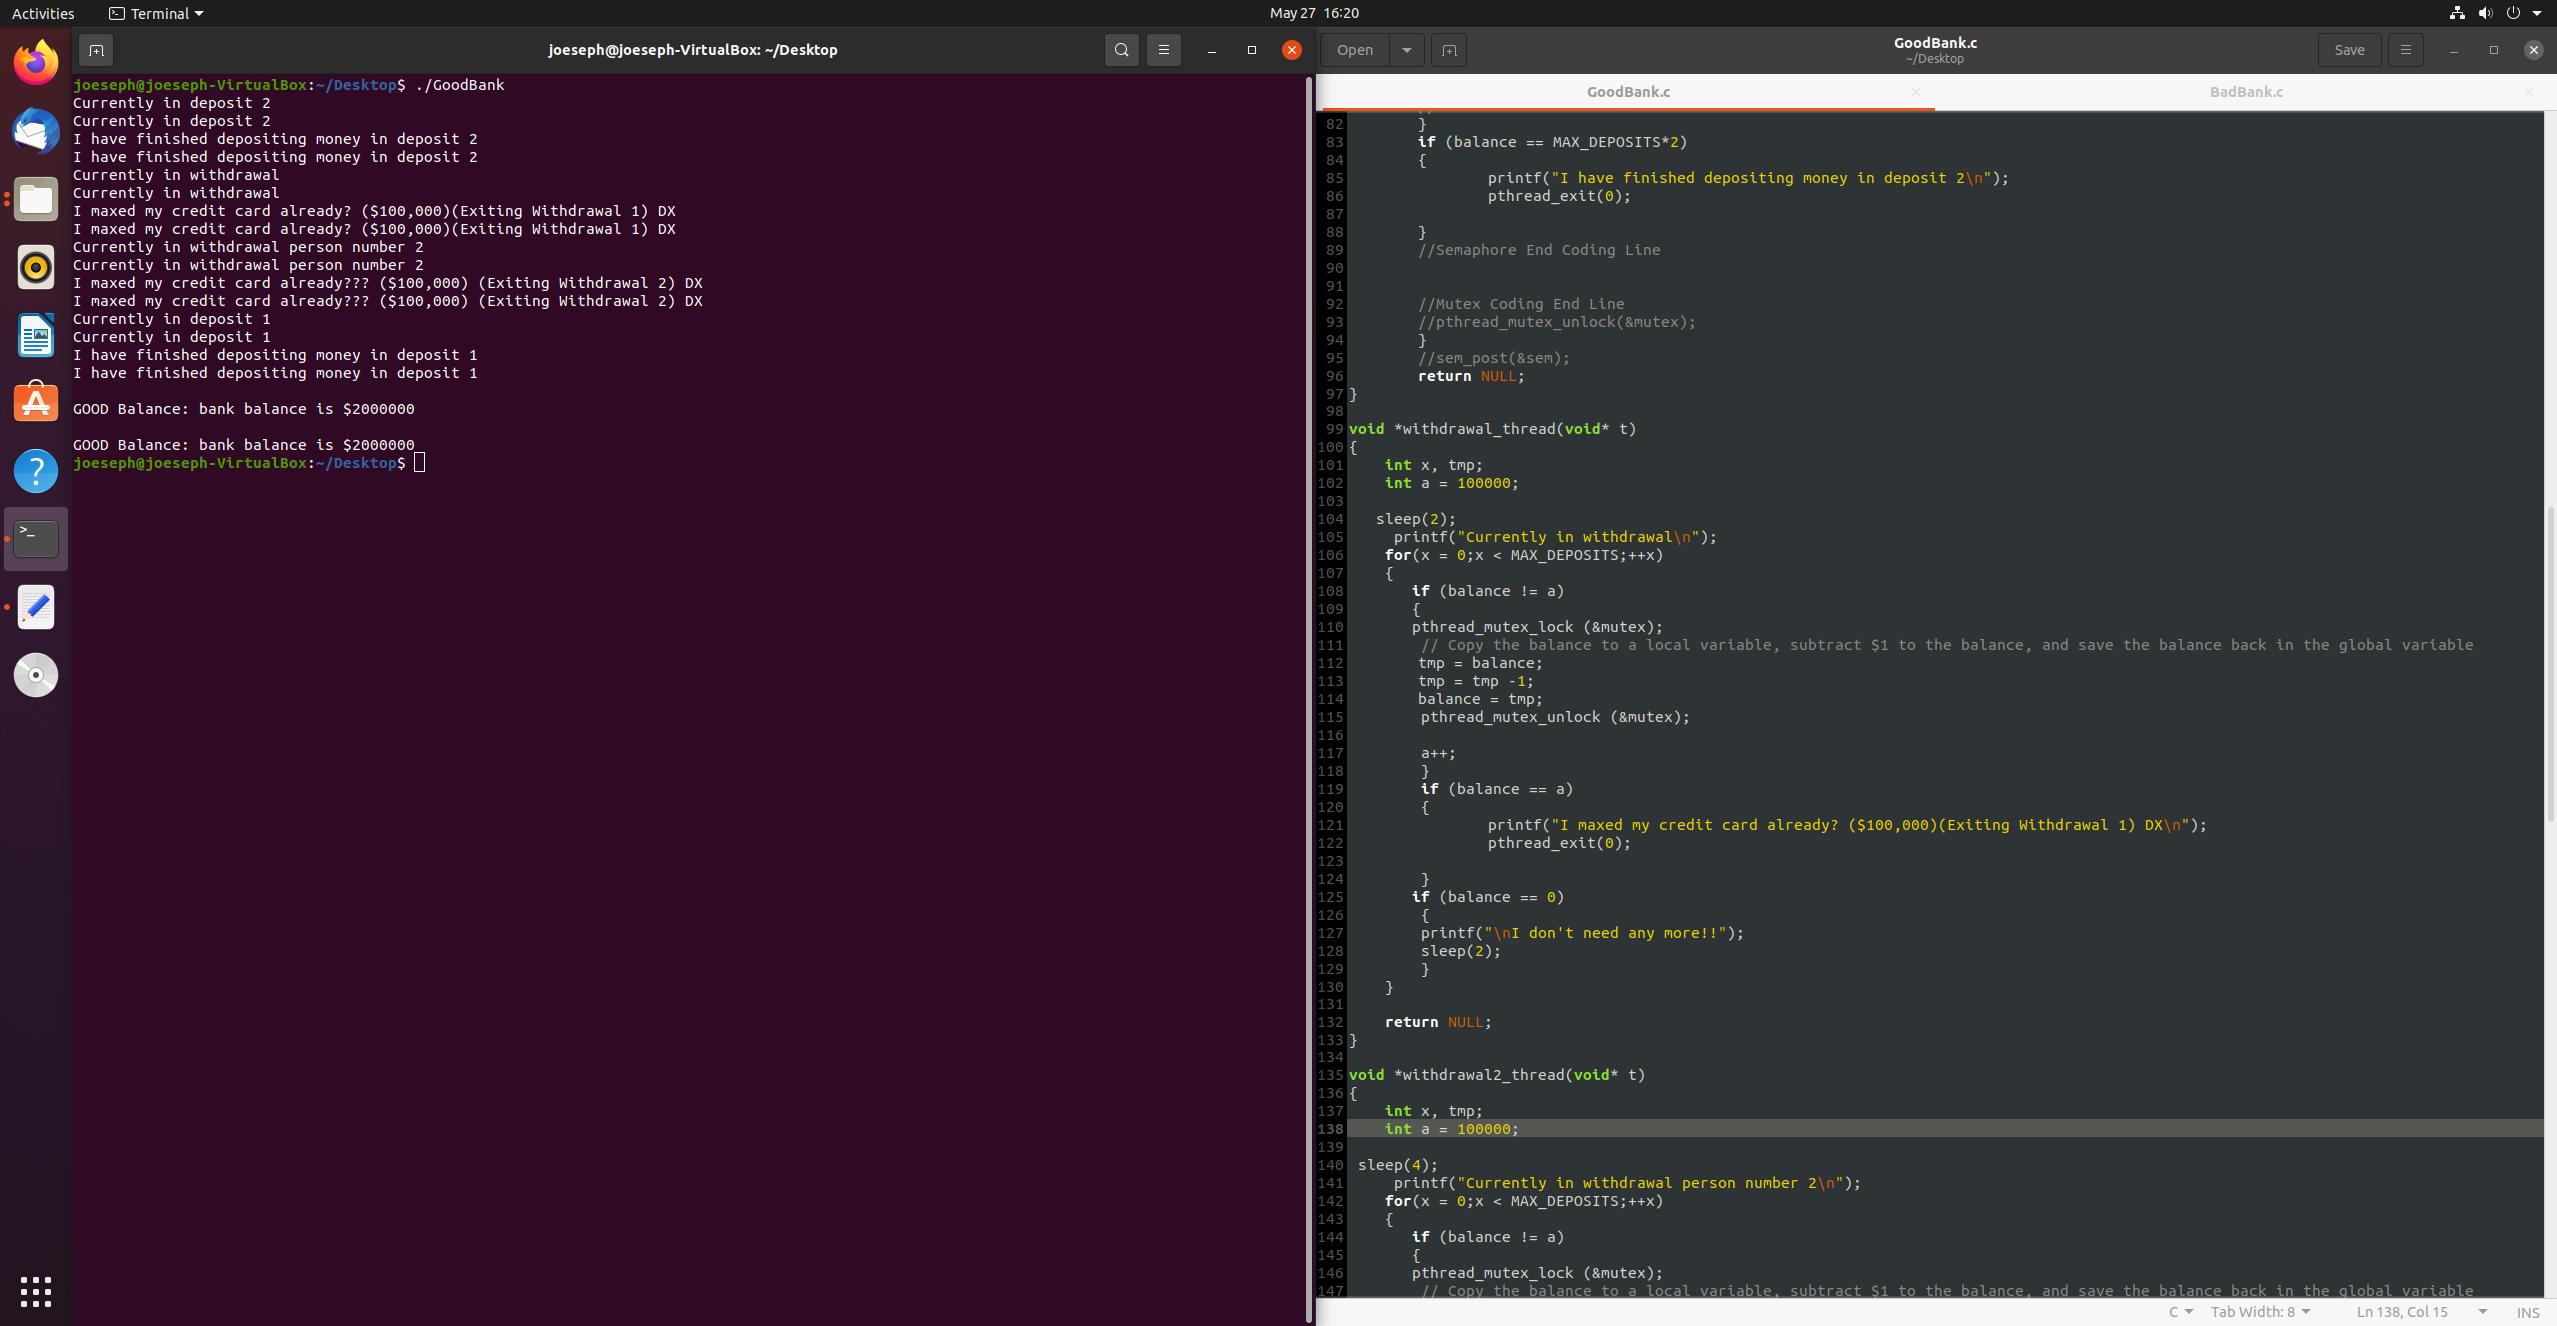 Activities
Terminal
May 27 16:20
joeseph@joeseph-VirtualBox: ~/Desktop
joeseph@joeseph-VirtualBox:~/Desktop$ ./GoodBank
Currently in deposit 2
Currently in deposit 2
I have finished depositing money in deposit 2
I have finished depositing money in deposit 2
Currently in withdrawal
Currently in withdrawal
I maxed my credit card already? ($100,000)(Exiting Withdrawal 1) DX
I maxed my credit card already? ($100,000)(Exiting Withdrawal 1) DX
Currently in withdrawal person number 2
Currently in withdrawal person number 2
I maxed my credit card already??? ($100,000) (Exiting Withdrawal 2) DX
I maxed my credit card already??? ($100,000) (Exiting Withdrawal 2) DX
Currently in deposit 1
Currently in deposit 1
I have finished depositing money in deposit 1
I have finished depositing money in deposit 1
GOOD Balance: bank balance is $2000000
GOOD Balance: bank balance is $2000000
joeseph@joeseph-VirtualBox:~/Desktop$
Open
GoodBank.c
~/Desktop
Save
GoodBank.c
BadBank.c
82 }
83 if (balance == MAX_DEPOSITS*2)
84 {
85 printf("I have finished depositing money in deposit 2\n");
86 pthread_exit(0);
87
88 }
89 //Semaphore End Coding Line
90
91
92 //Mutex Coding End Line
93 //pthread_mutex_unlock(&mutex);
94 }
95 //sem_post(&sem);
96 return NULL;
97 }
98
99 void *withdrawal_thread(void* t)
100 {
101 int x, tmp;
102 int a = 100000;
103
104 sleep(2);
105 printf("Currently in withdrawal\n");
106 for(x = 0;x < MAX_DEPOSITS;++x)
107 {
108 if (balance != a)
109 {
110 pthread_mutex_lock (&mutex);
111 // Copy the balance to a local variable, subtract $1 to the balance, and save the balance back in the global variable
112 tmp = balance;
113 tmp = tmp -1;
114 balance = tmp;
115 pthread_mutex_unlock (&mutex);
116
117 a++;
118 }
119 if (balance == a)
120 {
121 printf("I maxed my credit card already? ($100,000)(Exiting Withdrawal 1) DX\n");
122 pthread_exit(0);
123
124 }
125 if (balance == 0)
126 {
127 printf("\nI don't need any more!!");
128 sleep(2);
129 }
130 }
131
132 return NULL;
133 }
134
135 void *withdrawal2_thread(void* t)
136 {
137 int x, tmp;
138 int a = 100000;
139
140 sleep(4);
141 printf("Currently in withdrawal person number 2\n");
142 for(x = 0;x < MAX_DEPOSITS;++x)
143 {
144 if (balance != a)
145 {
146 pthread_mutex_lock (&mutex);
147 // Copy the balance to a local variable, subtract $1 to the balance, and save the balance back in the global variable
C
Tab Width: 8
Ln 138, Col 15
INS